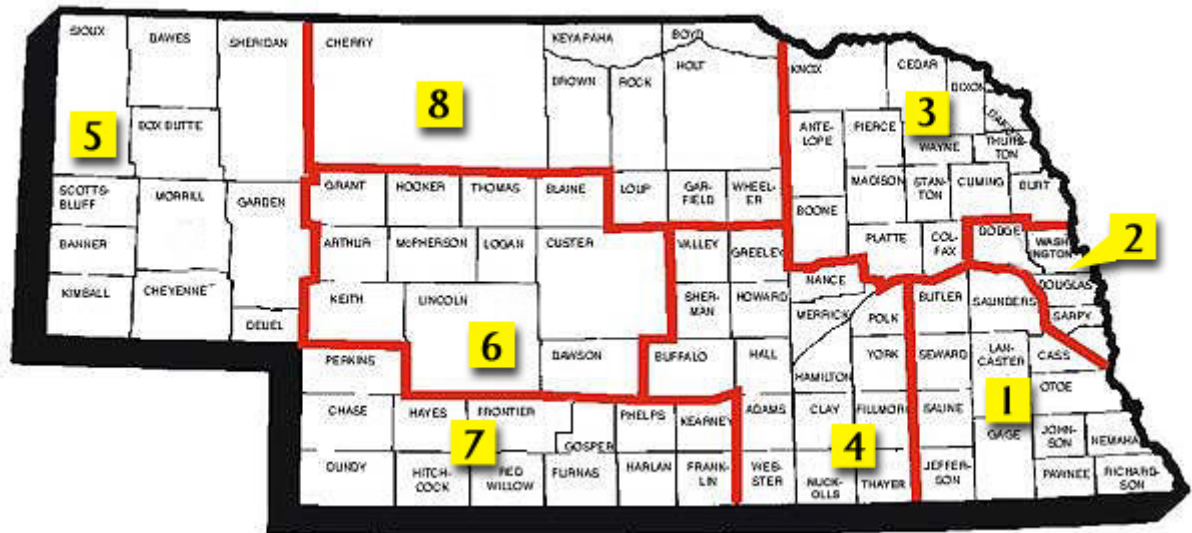 SIOUX
DAWES
SHERIDAN
CHERRY
KEYAPAHA
BOYD
KNOX
CEDAR
DIXON
DAKOTA
BROWN
ROCK
HOLT
8
3
5
BOX BUTTE
ANTE-
LOPE
PIERCE
WAYNE
THURS-
TON
SCOTTS-
BLUFF
MORRILL
GARDEN
GRANT
HOOKER
THOMAS
BLAINE
LOUP
GAR-
FIELD
WHEEL-
ER
BOONE
MADISON
STAN-
TON
CUMING
BURT
BANNER
ARTHUR
McPHERSON
LOGAN
CUSTER
VALLEY
GREELEY
PLATTE
COL-
FAX
DODGE
WASH
INGTON
2
KIMBALL
CHEYENNE
DEUEL
KEITH
LINCOLN
SHER-
MAN
HOWARD
NANCE
MERRICK
POLK
BUTLER
SAUNDERS
DOUGLAS
SARPY
PERKINS
6
DAWSON
BUFFALO
HALL
HAMILTON
YORK
SEWARD
LAN-
CASTER
CASS
OTOE
CHASE
HAYES
FRONTIER
GOSPER
PHELPS
KEARNEY
ADAMS
CLAY
FILLMOR
SALINE
1
GAGE
JOHN-
SON
NEMAHA
7
4
DUNDY
HITCH-
COCK
RED
WILLOW
FURNAS
HARLAN
FRANK-
LIN
WEB-
STER
NUCK-
OLLS
THAYER
JEFFER-
SON
PAWNEE
RICHARD-
SON